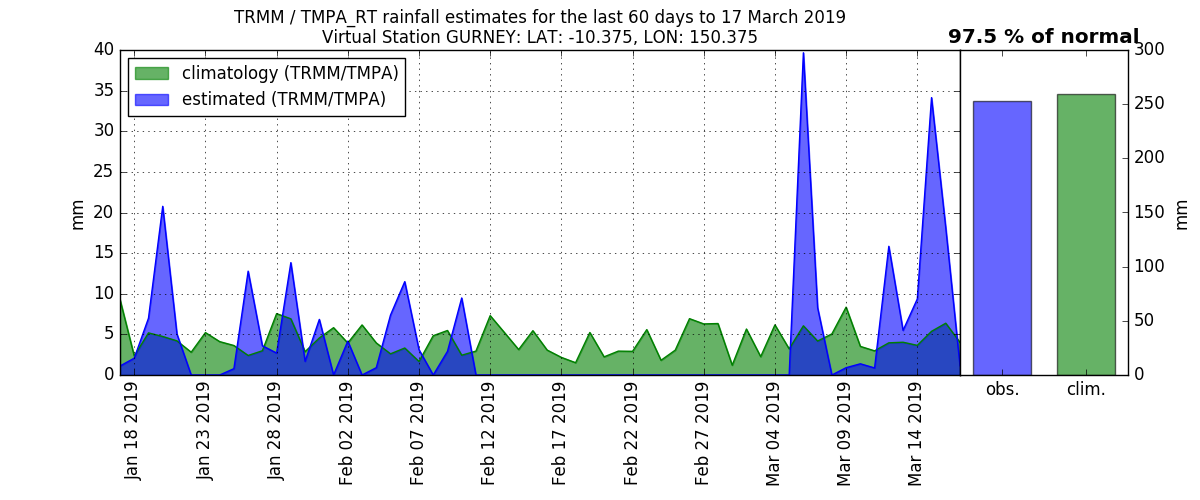 TRMM / TMPA_RT rainfall estimates for the last 60 days to 17 March 2019
Virtual Station GURNEY: LAT: -10.375, LON: 150.375
97.5 % of normal
climatology (TRMM/TMPA)
estimated (TRMM/TMPA)
mm
40
35
30
25
20
15
10
5
0
Jan 18 2019
Jan 23 2019
Jan 28 2019
Feb 02 2019
Feb 07 2019
Feb 12 2019
Feb 17 2019
Feb 22 2019
Feb 27 2019
Mar 04 2019
Mar 09 2019
Mar 14 2019
300
250
200
150
100
50
0
mm
obs.
clim.